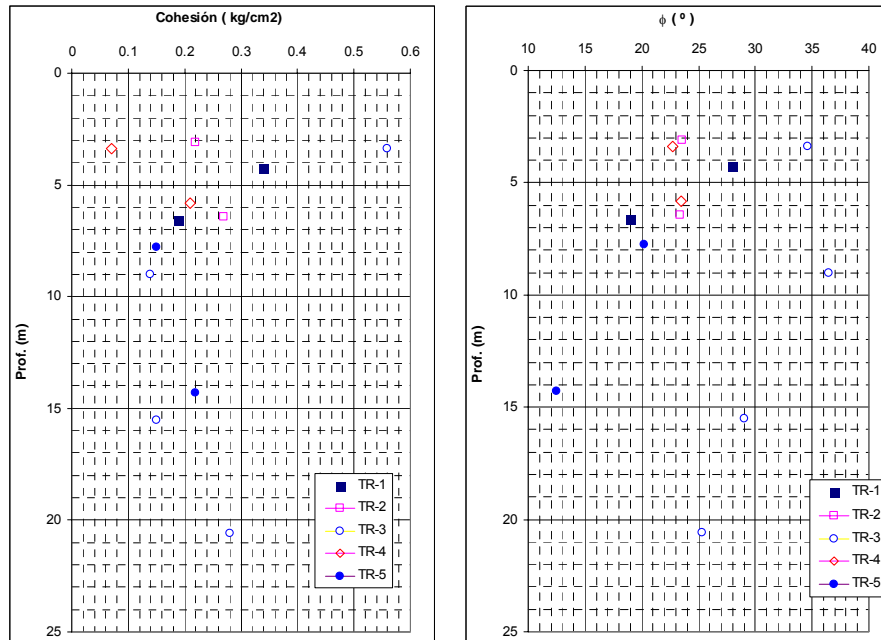 Cohesión ( kg/cm2)
0 0.1 0.2 0.3 0.4 0.5 0.6
0
5
10
15
20
25
Prof. (m)
TR-1
TR-2
TR-3
TR-4
TR-5
ϕ ( º )
10 15 20 25 30 35 40
0
5
10
15
20
25
Prof. (m)
TR-1
TR-2
TR-3
TR-4
TR-5